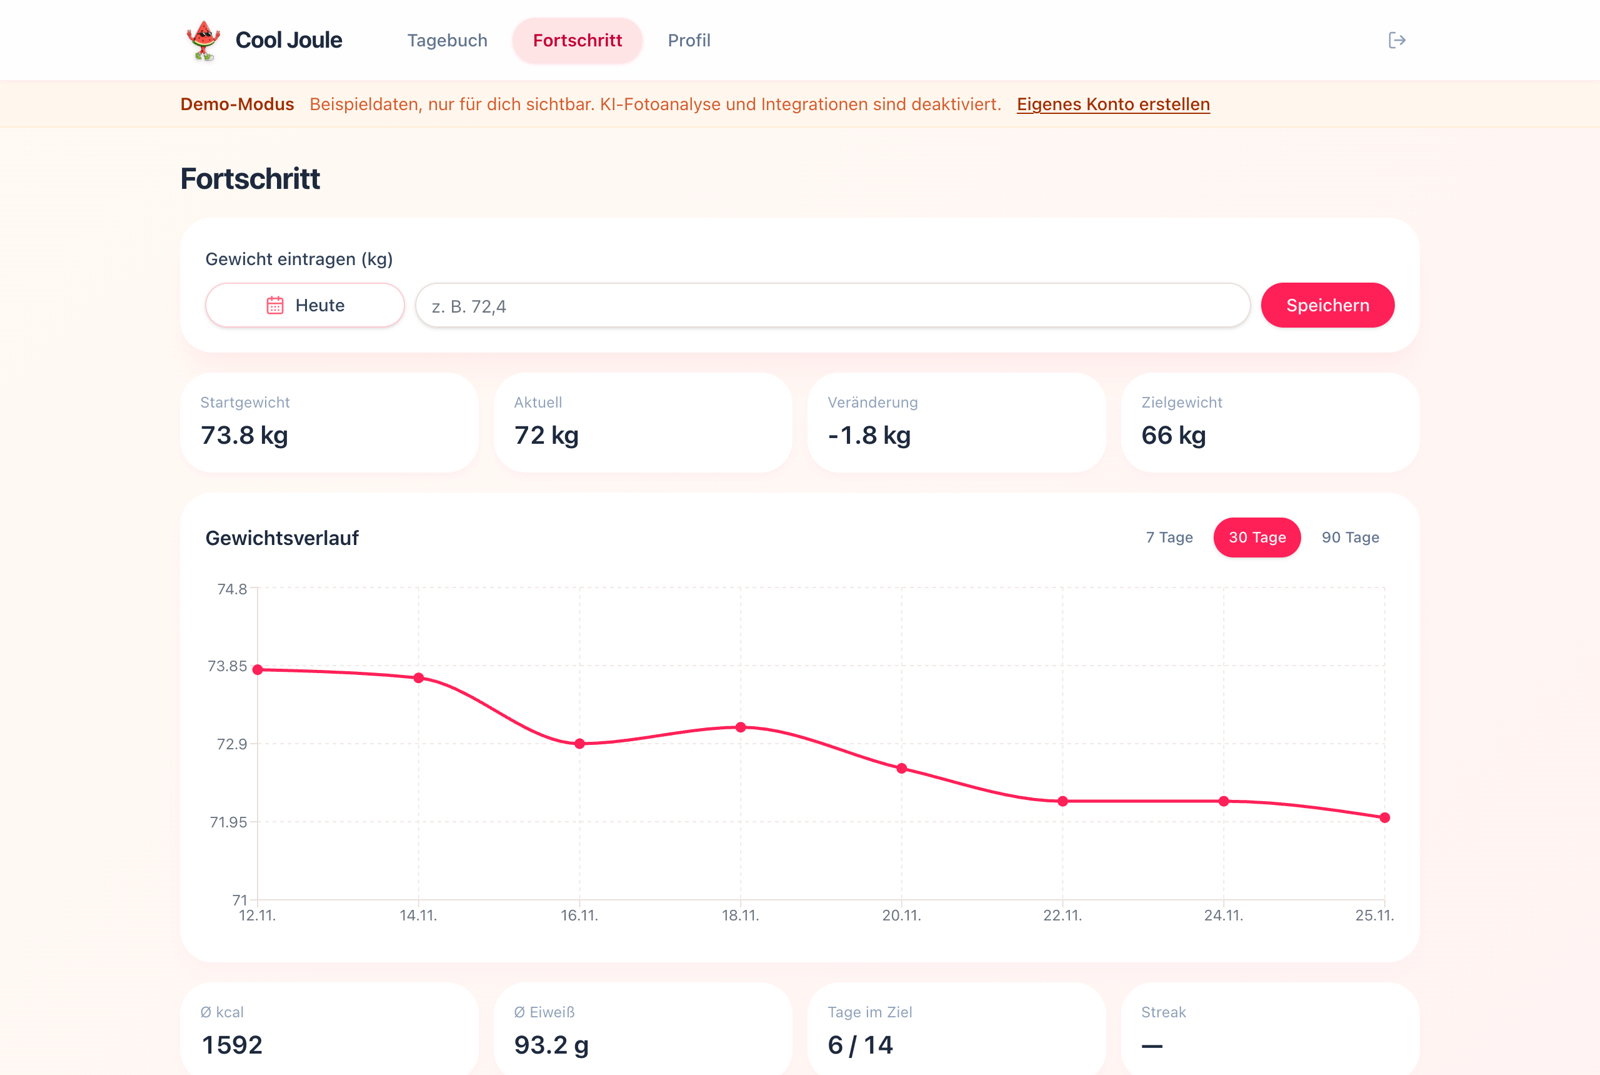 Cool Joule
Tagebuch
Fortschritt
Profil
Demo-Modus Beispieldaten, nur für dich sichtbar. KI-Fotoanalyse und Integrationen sind deaktiviert. Eigenes Konto erstellen
Fortschritt
Gewicht eintragen (kg)
Heute
z. B. 72,4
Speichern
Startgewicht
73.8 kg
Aktuell
72 kg
Veränderung
-1.8 kg
Zielgewicht
66 kg
Gewichtsverlauf
7 Tage
30 Tage
90 Tage
74.8
73.85
72.9
71.95
71
12.11.
14.11.
16.11.
18.11.
20.11.
22.11.
24.11.
25.11.
Ø kcal
1592
Ø Eiweiß
93.2 g
Tage im Ziel
6 / 14
Streak
—